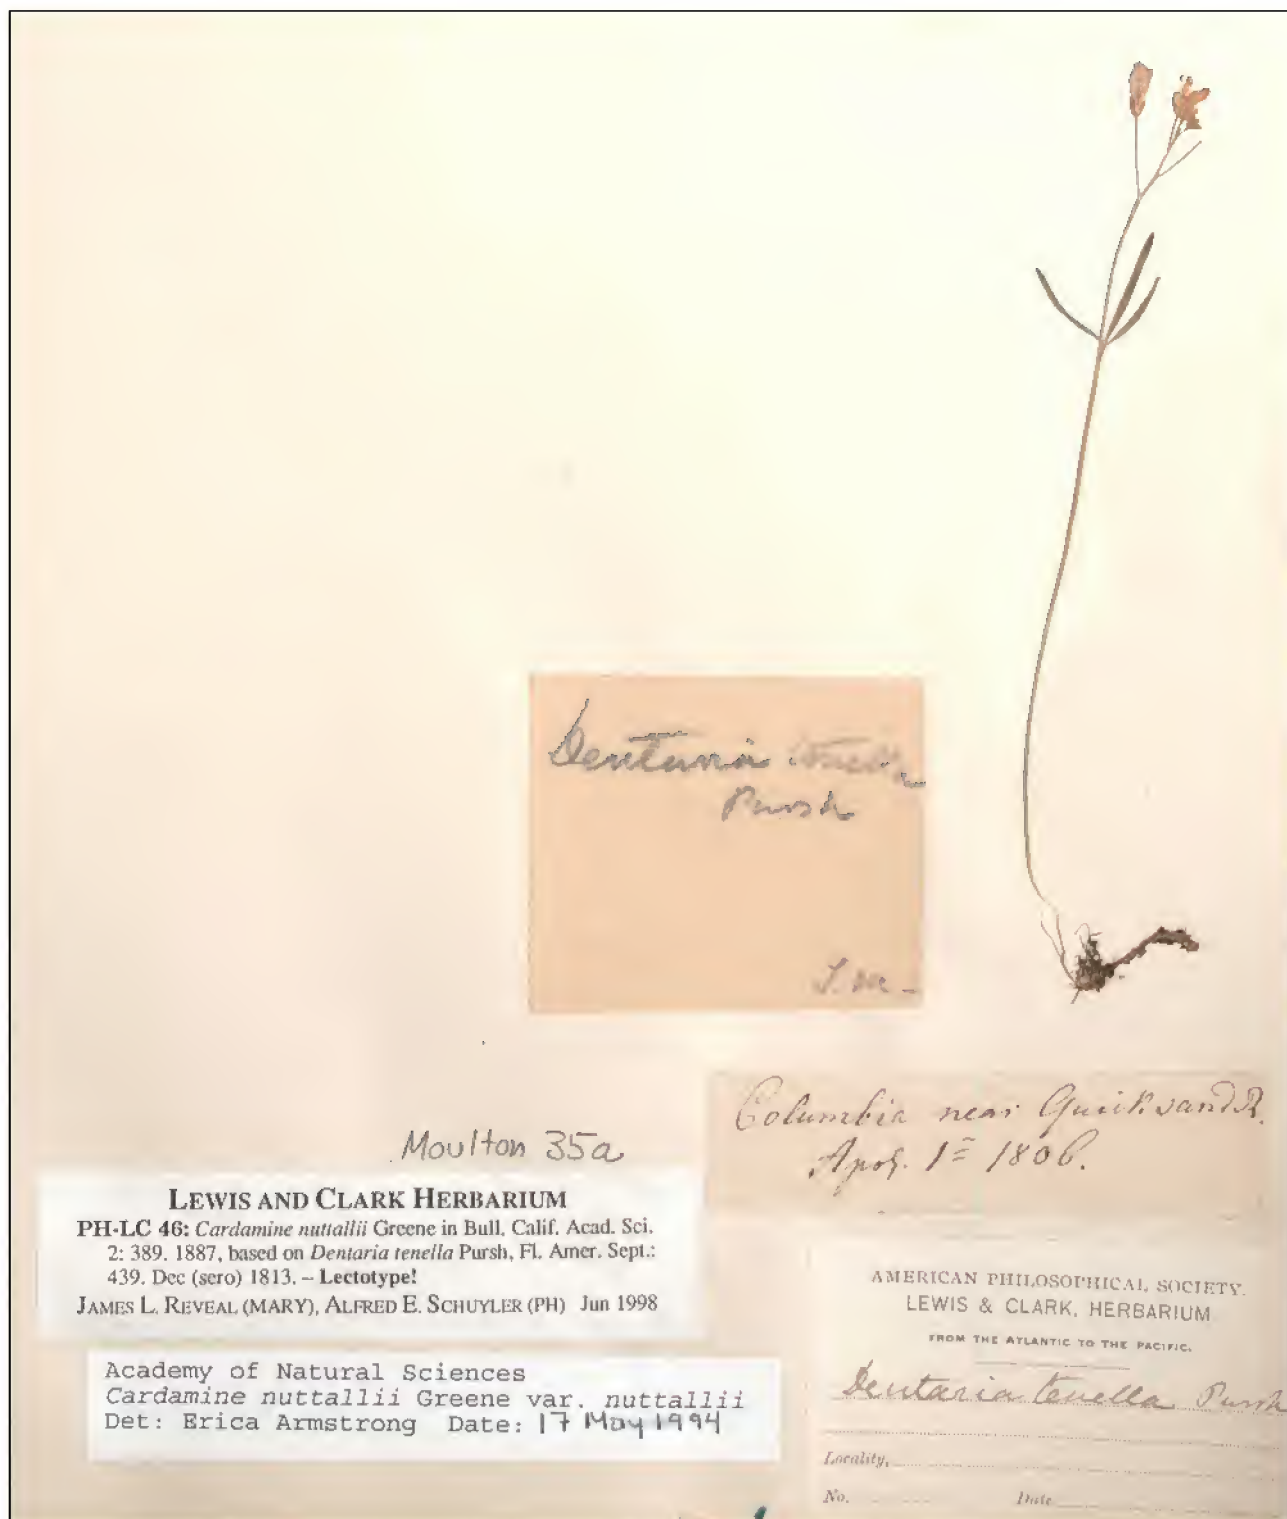 Dentaria tenella
Pursh
T. M. -
Columbia near Quicksand R.
Apol. 1= 1806.
Moulton 35a
LEWIS AND CLARK HERBARIUM
PH-LC 46: Cardamine nuttallii Greene in Bull. Calif. Acad. Sci.
2: 389. 1887, based on Dentaria tenella Pursh, Fl. Amer. Sept.:
439. Dec (sero) 1813. – Lectotype!
JAMES L. REVEAL (MARY), ALFRED E. SCHUYLER (PH) Jun 1998
Academy of Natural Sciences
Cardamine nuttallii Greene var. nuttallii
Det: Erica Armstrong Date: 17 May 1994
AMERICAN PHILOSOPHICAL SOCIETY.
LEWIS & CLARK, HERBARIUM
FROM THE ATLANTIC TO THE PACIFIC.
Dentaria tenella Pursh
Locality,
No. Date